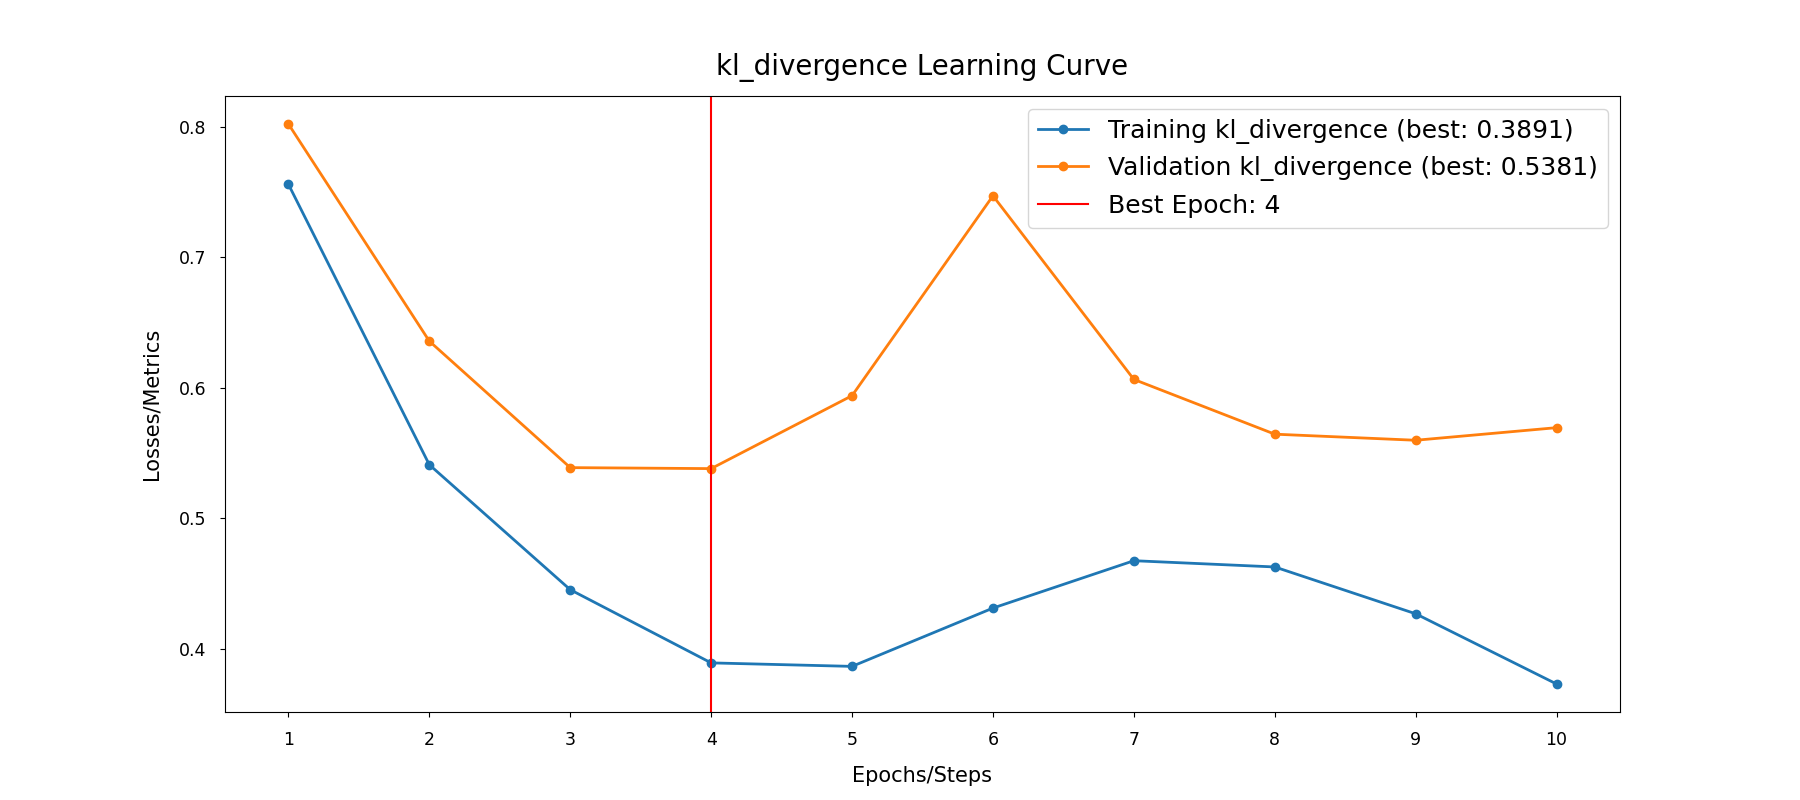 kl_divergence Learning Curve
Training kl_divergence (best: 0.3891)
Validation kl_divergence (best: 0.5381)
Best Epoch: 4
Losses/Metrics
0.8
0.7
0.6
0.5
0.4
1 2 3 4 5 6 7 8 9 10
Epochs/Steps